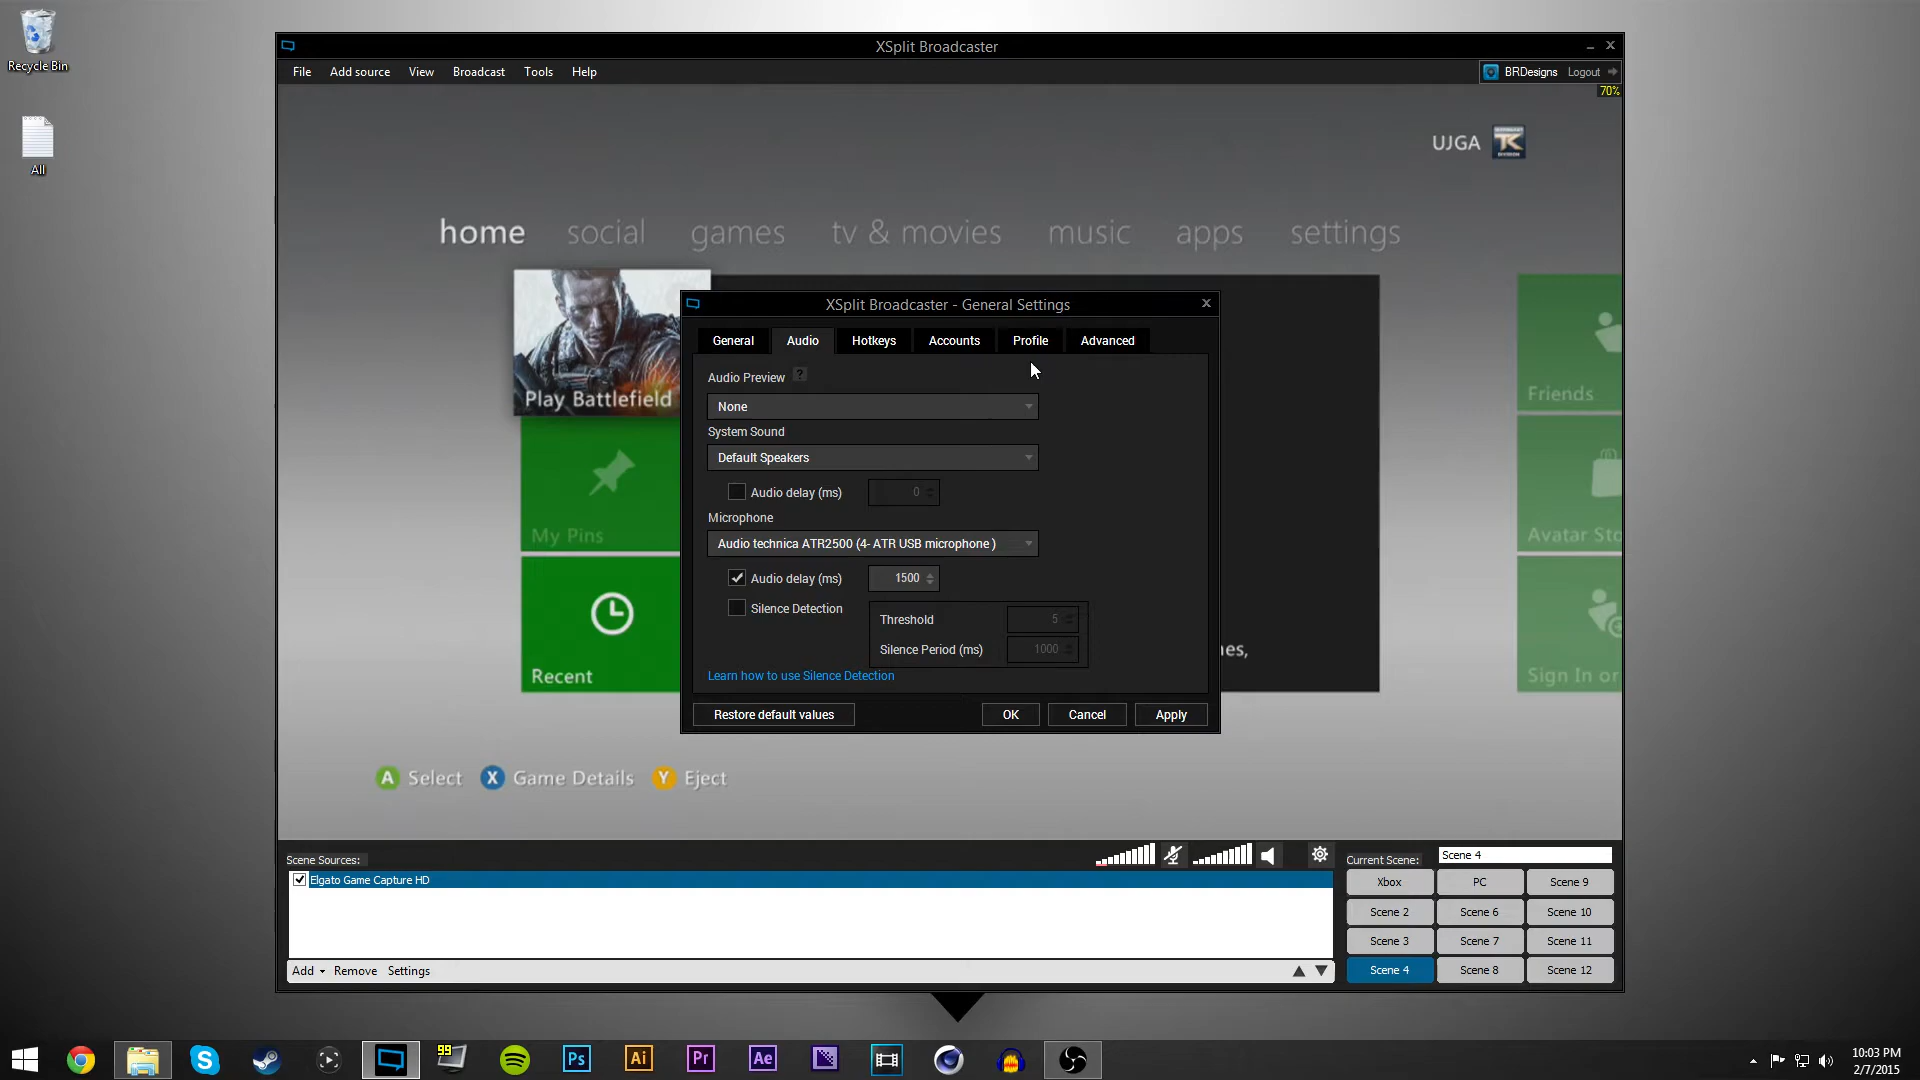 Recycle Bin
All
XSplit Broadcaster
File Add source View Broadcast Tools Help
BRDesigns Logout
70%
UJGA
home social games tv & movies music apps settings
Play Battlefield
My Pins
Recent
Friends
Avatar Sto
Sign In or
nes,
XSplit Broadcaster - General Settings
General Audio Hotkeys Accounts Profile Advanced
Audio Preview ?
None
System Sound
Default Speakers
Audio delay (ms) 0
Microphone
Audio technica ATR2500 (4- ATR USB microphone )
Audio delay (ms) 1500
Silence Detection
Threshold 5
Silence Period (ms) 1000
Learn how to use Silence Detection
Restore default values OK Cancel Apply
A Select X Game Details Y Eject
Scene Sources:
Elgato Game Capture HD
Add Remove Settings
Current Scene: Scene 4
Xbox PC Scene 9
Scene 2 Scene 6 Scene 10
Scene 3 Scene 7 Scene 11
Scene 4 Scene 8 Scene 12
99
Ps Ai Pr Ae
10:03 PM
2/7/2015